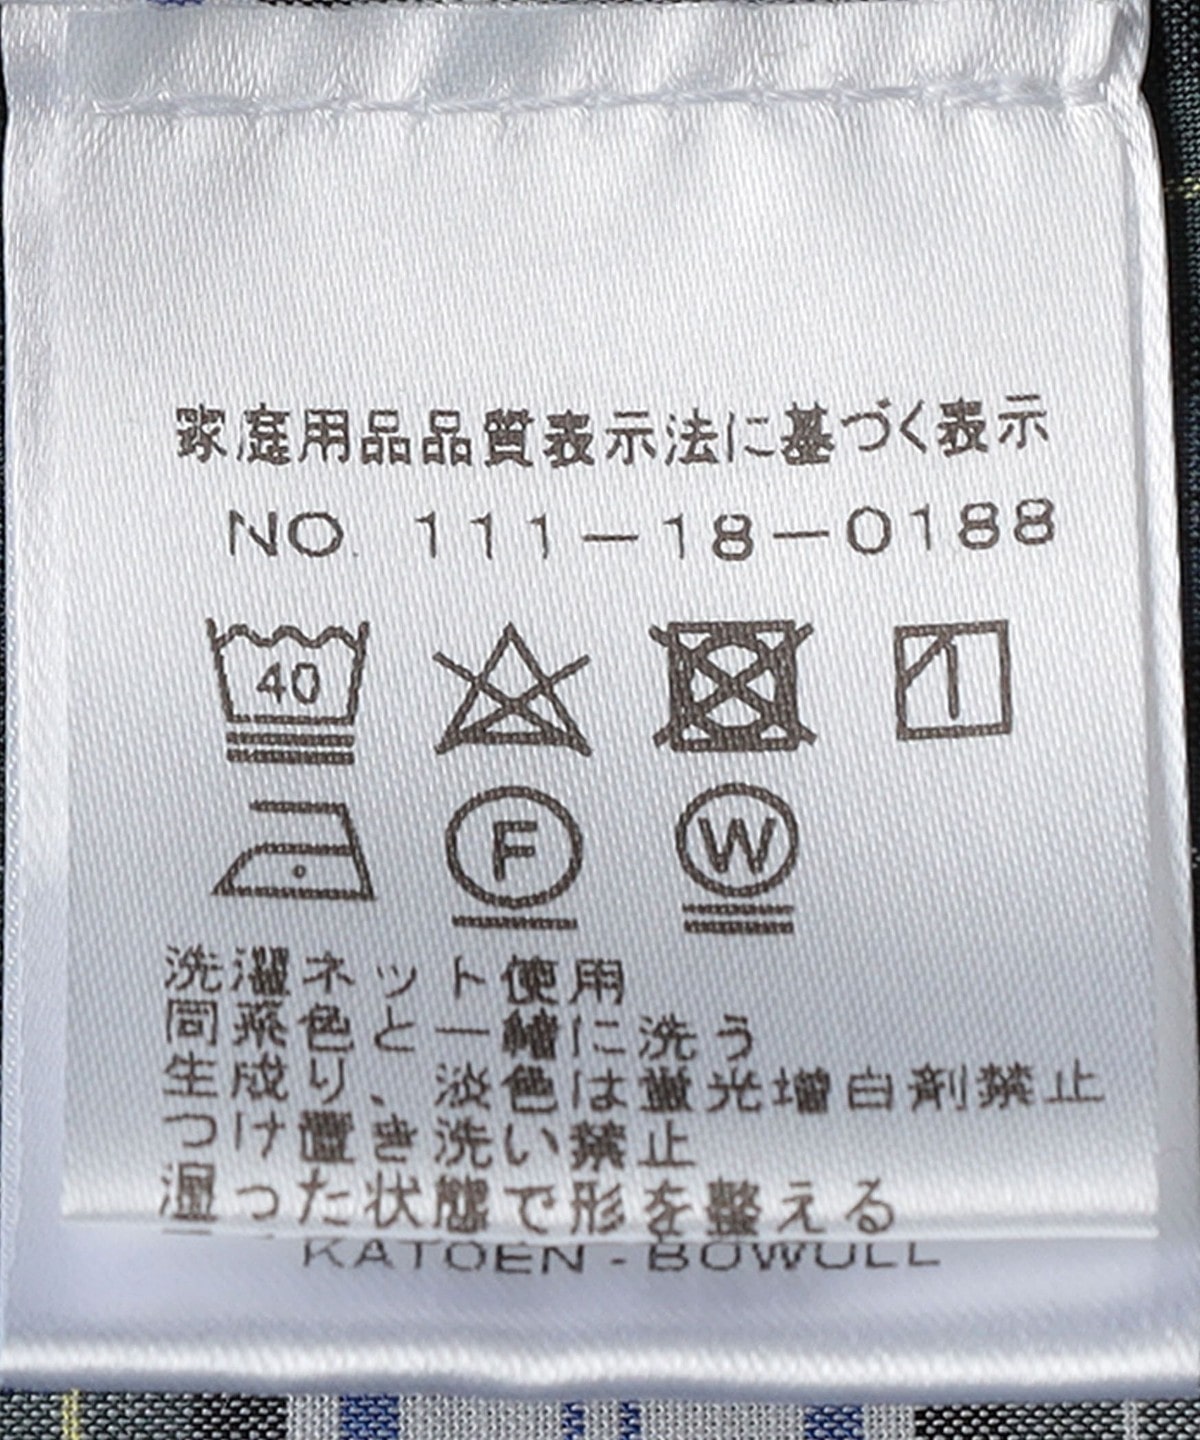 家庭用品品質表示法に基づく表示
NO. 111-18-0188
40
F
W
洗濯ネット使用
同系色と一緒に洗う
生成り、淡色は蛍光増白剤禁止
つけ置き洗い禁止
湿った状態で形を整える
KATOEN - BOWULL